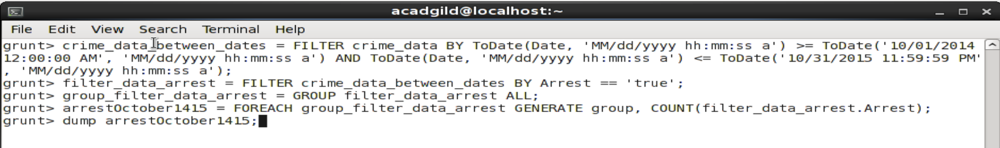 acadgild@localhost:~
File Edit View Search Terminal Help
grunt> crime_data_between_dates = FILTER crime_data BY ToDate(Date, 'MM/dd/yyyy hh:mm:ss a') >= ToDate('10/01/2014
12:00:00 AM', 'MM/dd/yyyy hh:mm:ss a') AND ToDate(Date, 'MM/dd/yyyy hh:mm:ss a') <= ToDate('10/31/2015 11:59:59 PM'
, 'MM/dd/yyyy hh:mm:ss a');
grunt> filter_data_arrest = FILTER crime_data_between_dates BY Arrest == 'true';
grunt> group_filter_data_arrest = GROUP filter_data_arrest ALL;
grunt> arrestOctober1415 = FOREACH group_filter_data_arrest GENERATE group, COUNT(filter_data_arrest.Arrest);
grunt> dump arrestOctober1415;